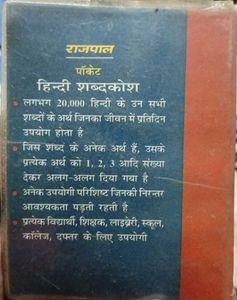 राजपाल
पॉकेट
हिन्दी शब्दकोश
• लगभग 20,000 हिन्दी के उन सभी
शब्दों के अर्थ जिनका जीवन में प्रतिदिन
उपयोग होता है
• जिस शब्द के अनेक अर्थ हैं, उसके
प्रत्येक अर्थ को 1, 2, 3 आदि संख्या
देकर अलग-अलग दिया गया है
• अनेक उपयोगी परिशिष्ट जिनकी निरन्तर
आवश्यकता पड़ती रहती है
• प्रत्येक विद्यार्थी, शिक्षक, लाइब्रेरी, स्कूल,
कॉलेज, दफ्तर के लिए उपयोगी